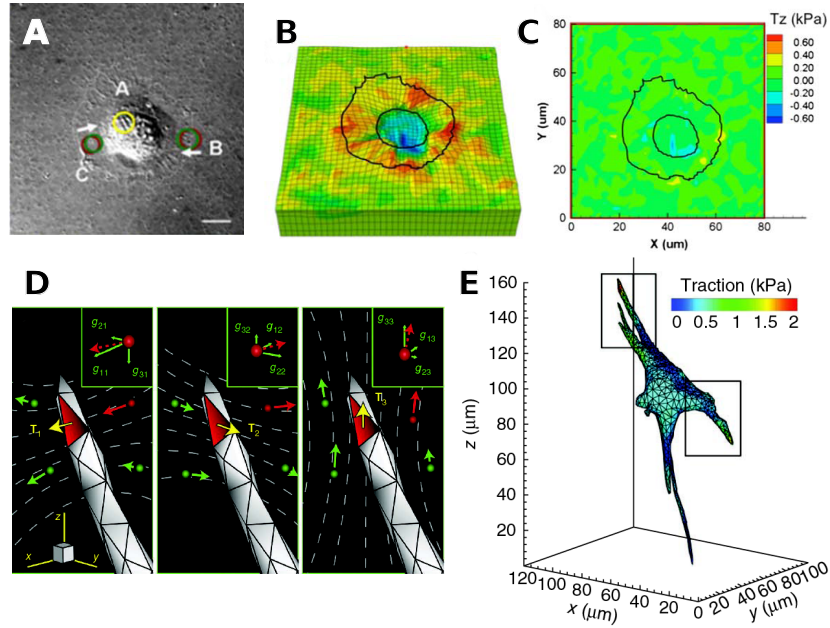 A
A
B
C
B
C
Tz (kPa)
0.60
0.40
0.20
0.00
-0.20
-0.40
-0.60
80
60
40
20
0
Y (um)
0 20 40 60 80
X (um)
D
g21
g11
g31
T1
z
x
y
g32
g12
g22
T2
g33
g13
g23
T3
E
Traction (kPa)
0 0.5 1 1.5 2
160
140
120
100
80
60
40
20
z (μm)
120 100 80 60 40 20 0
x (μm)
0 20 40 60 80 100
y (μm)